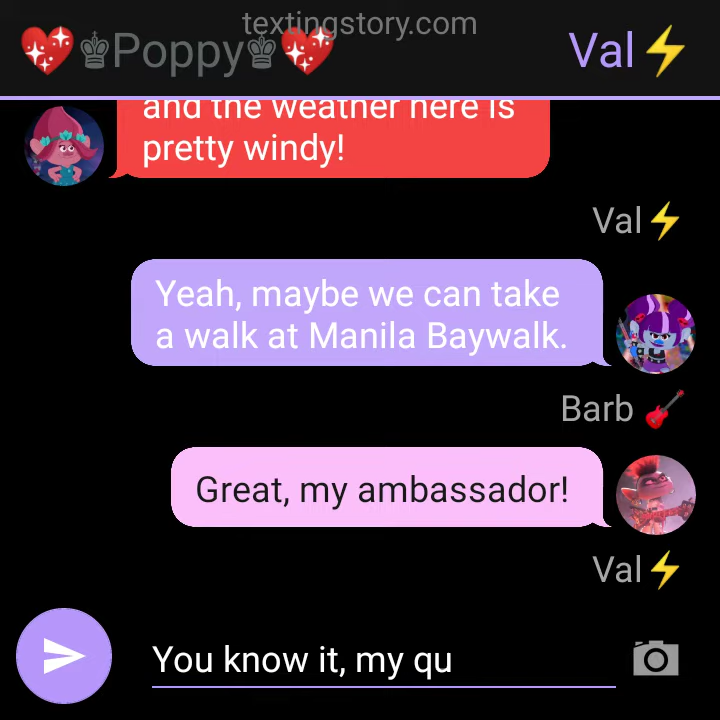 textingstory.com
💖♚Poppy♚💖
Val⚡
and the weather here is
pretty windy!
Val⚡
Yeah, maybe we can take
a walk at Manila Baywalk.
Barb 🎸
Great, my ambassador!
Val⚡
You know it, my qu